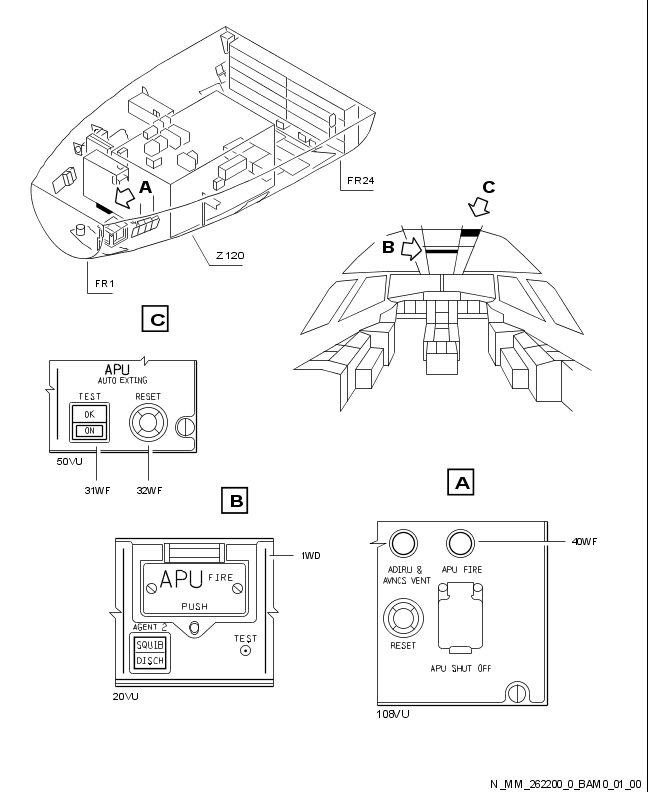 A
FR24
Z120
FR1
C
B
C
APU
AUTO EXTING
TEST
RESET
OK
ON
50VU
31WF
32WF
B
APU FIRE
PUSH
1WD
AGENT 2
TEST
SQUIB
DISCH
20VU
A
40WF
ADIRU &
AVNCS VENT
APU FIRE
RESET
APU SHUT OFF
108VU
N_MM_262200_0_BAM0_01_00